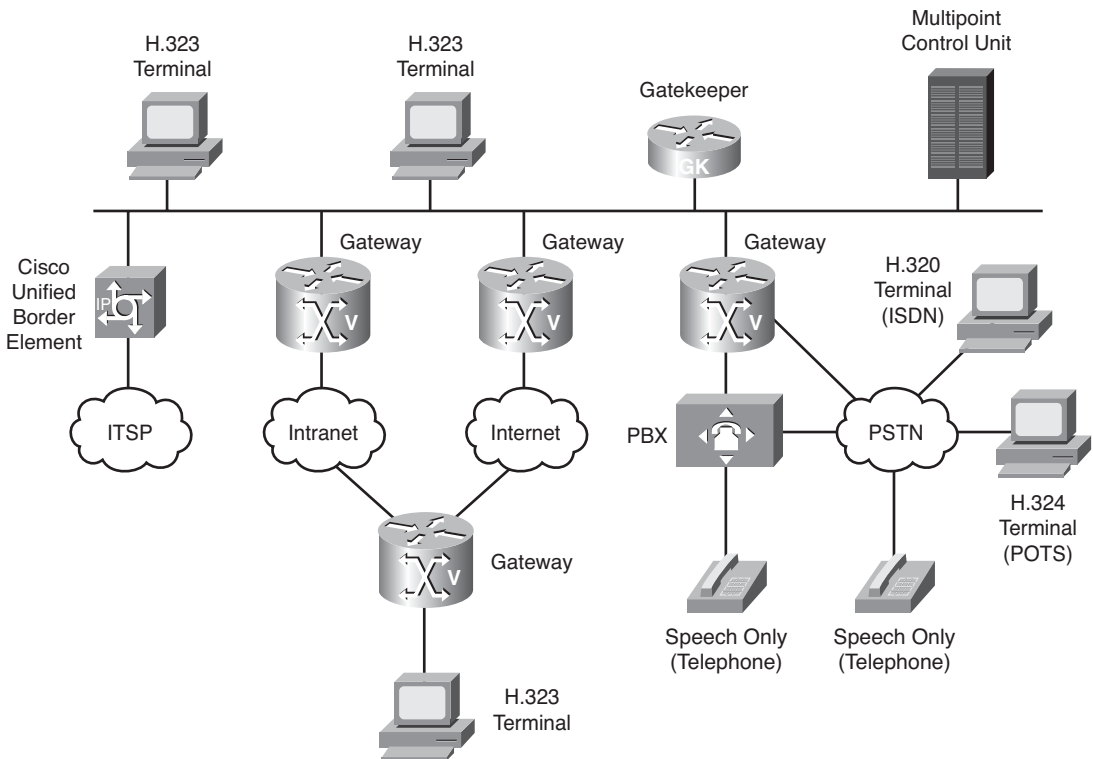 Multipoint
Control Unit
H.323
Terminal
H.323
Terminal
Gatekeeper
GK
Gateway
Gateway
Gateway
Cisco
Unified
Border
Element
IP
V
V
V
H.320
Terminal
(ISDN)
ITSP
Intranet
Internet
PBX
PSTN
H.324
Terminal
(POTS)
V
Gateway
Speech Only
(Telephone)
Speech Only
(Telephone)
H.323
Terminal